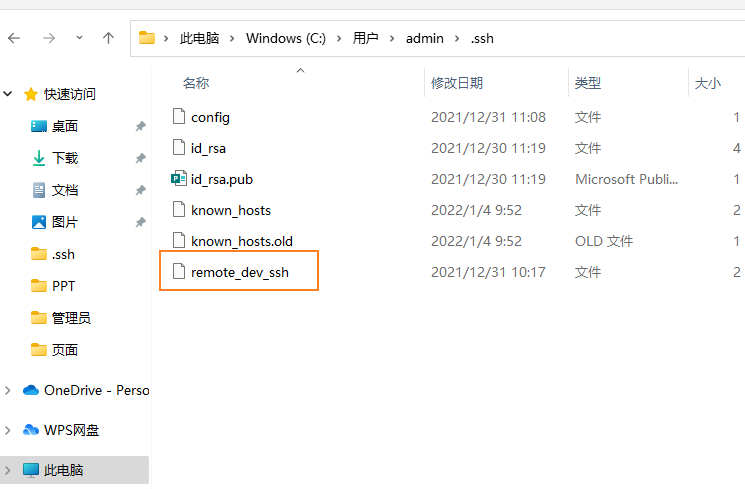 此电脑 › Windows (C:) › 用户 › admin › .ssh
快速访问
桌面
下载
文档
图片
.ssh
PPT
管理员
页面
OneDrive - Perso
WPS网盘
此电脑
名称 修改日期 类型 大小
config 2021/12/31 11:08 文件 1
id_rsa 2021/12/30 11:19 文件 4
id_rsa.pub 2021/12/30 11:19 Microsoft Publi... 1
known_hosts 2022/1/4 9:52 文件 2
known_hosts.old 2022/1/4 9:52 OLD 文件 2
remote_dev_ssh 2021/12/31 10:17 文件 2